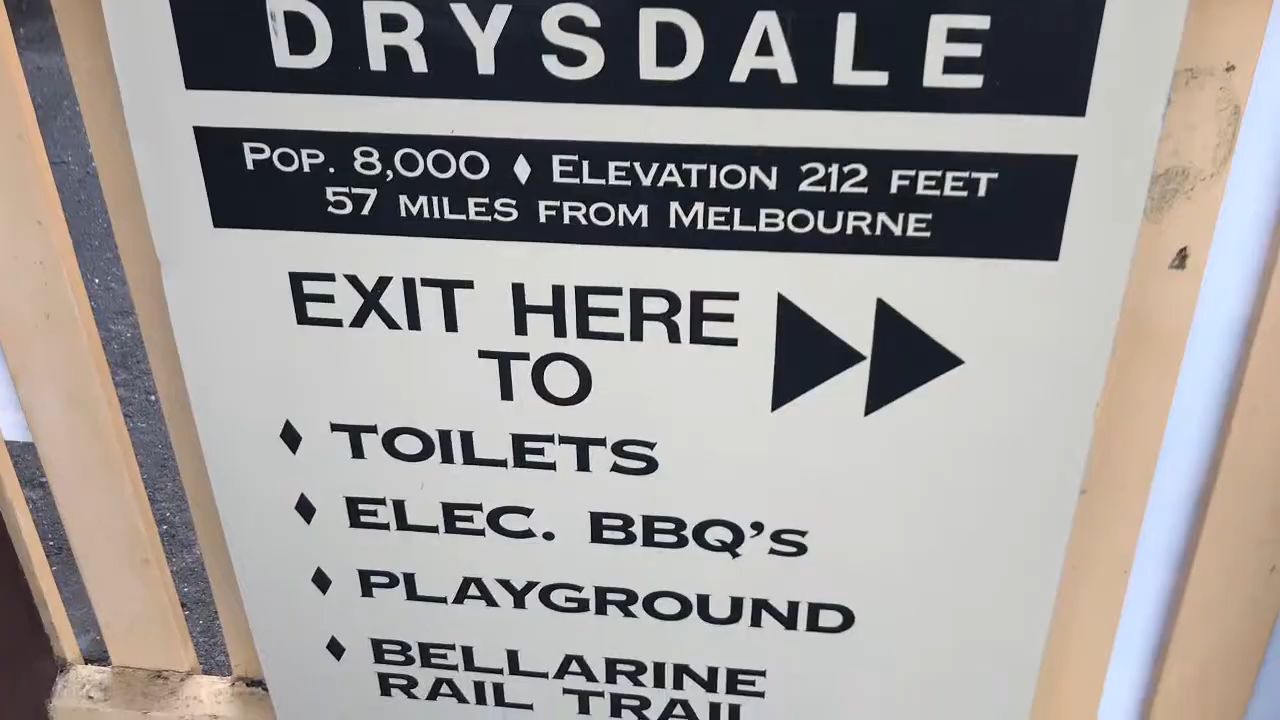 DRYSDALE
POP. 8,000 ♦ ELEVATION 212 FEET
57 MILES FROM MELBOURNE
EXIT HERE
TO
♦ TOILETS
♦ ELEC. BBQ'S
♦ PLAYGROUND
♦ BELLARINE
RAIL TRAIL